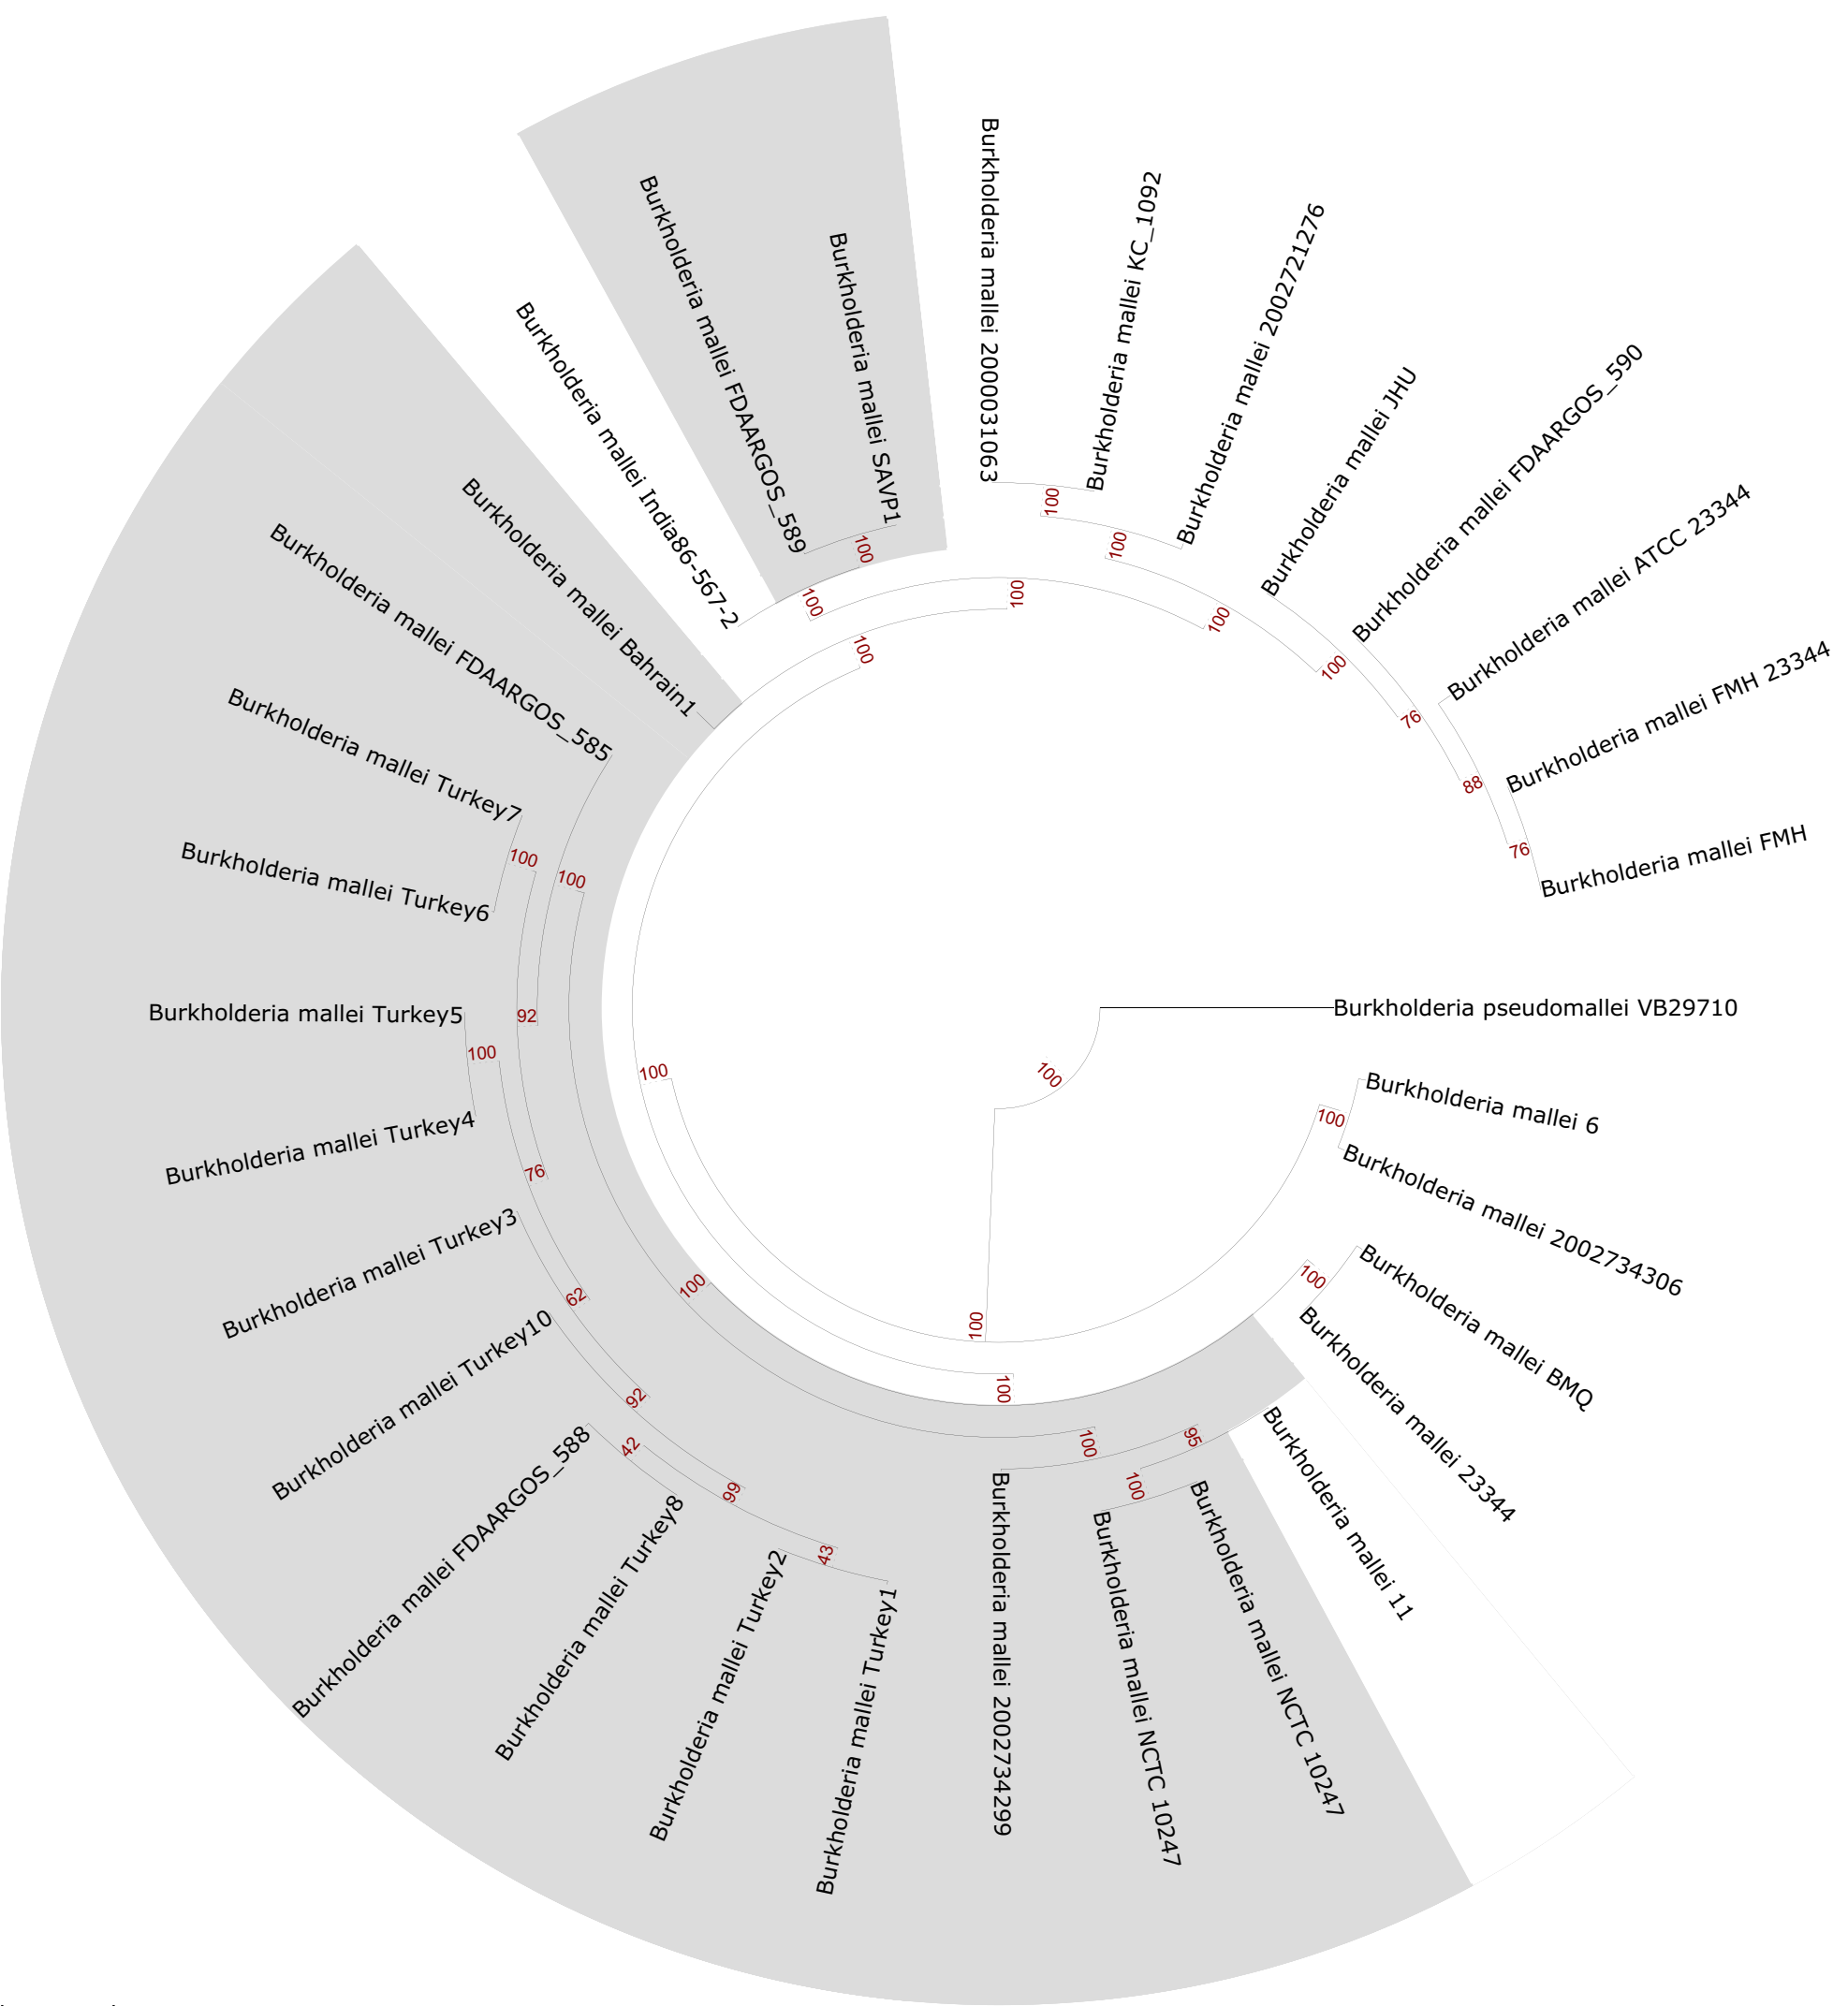 Burkholderia mallei 2000031063
Burkholderia mallei KC_1092
Burkholderia mallei 2002721276
Burkholderia mallei JHU
Burkholderia mallei FDAARGOS_590
Burkholderia mallei ATCC 23344
Burkholderia mallei FMH 23344
Burkholderia mallei FMH
Burkholderia pseudomallei VB29710
Burkholderia mallei 6
Burkholderia mallei 2002734306
Burkholderia mallei BMQ
Burkholderia mallei 23344
Burkholderia mallei 11
Burkholderia mallei NCTC 10247
Burkholderia mallei NCTC 10247
Burkholderia mallei 2002734299
Burkholderia mallei Turkey1
Burkholderia mallei Turkey2
Burkholderia mallei Turkey8
Burkholderia mallei FDAARGOS_588
Burkholderia mallei Turkey10
Burkholderia mallei Turkey3
Burkholderia mallei Turkey4
Burkholderia mallei Turkey5
Burkholderia mallei Turkey6
Burkholderia mallei Turkey7
Burkholderia mallei FDAARGOS_585
Burkholderia mallei Bahrain1
Burkholderia mallei India86-567-2
Burkholderia mallei FDAARGOS_589
Burkholderia mallei SAVP1
100
100
100
100
100
100
100
100
76
88
76
100
100
100
100
100
100
100
92
100
76
62
92
42
99
43
100
100
100
95
100
100